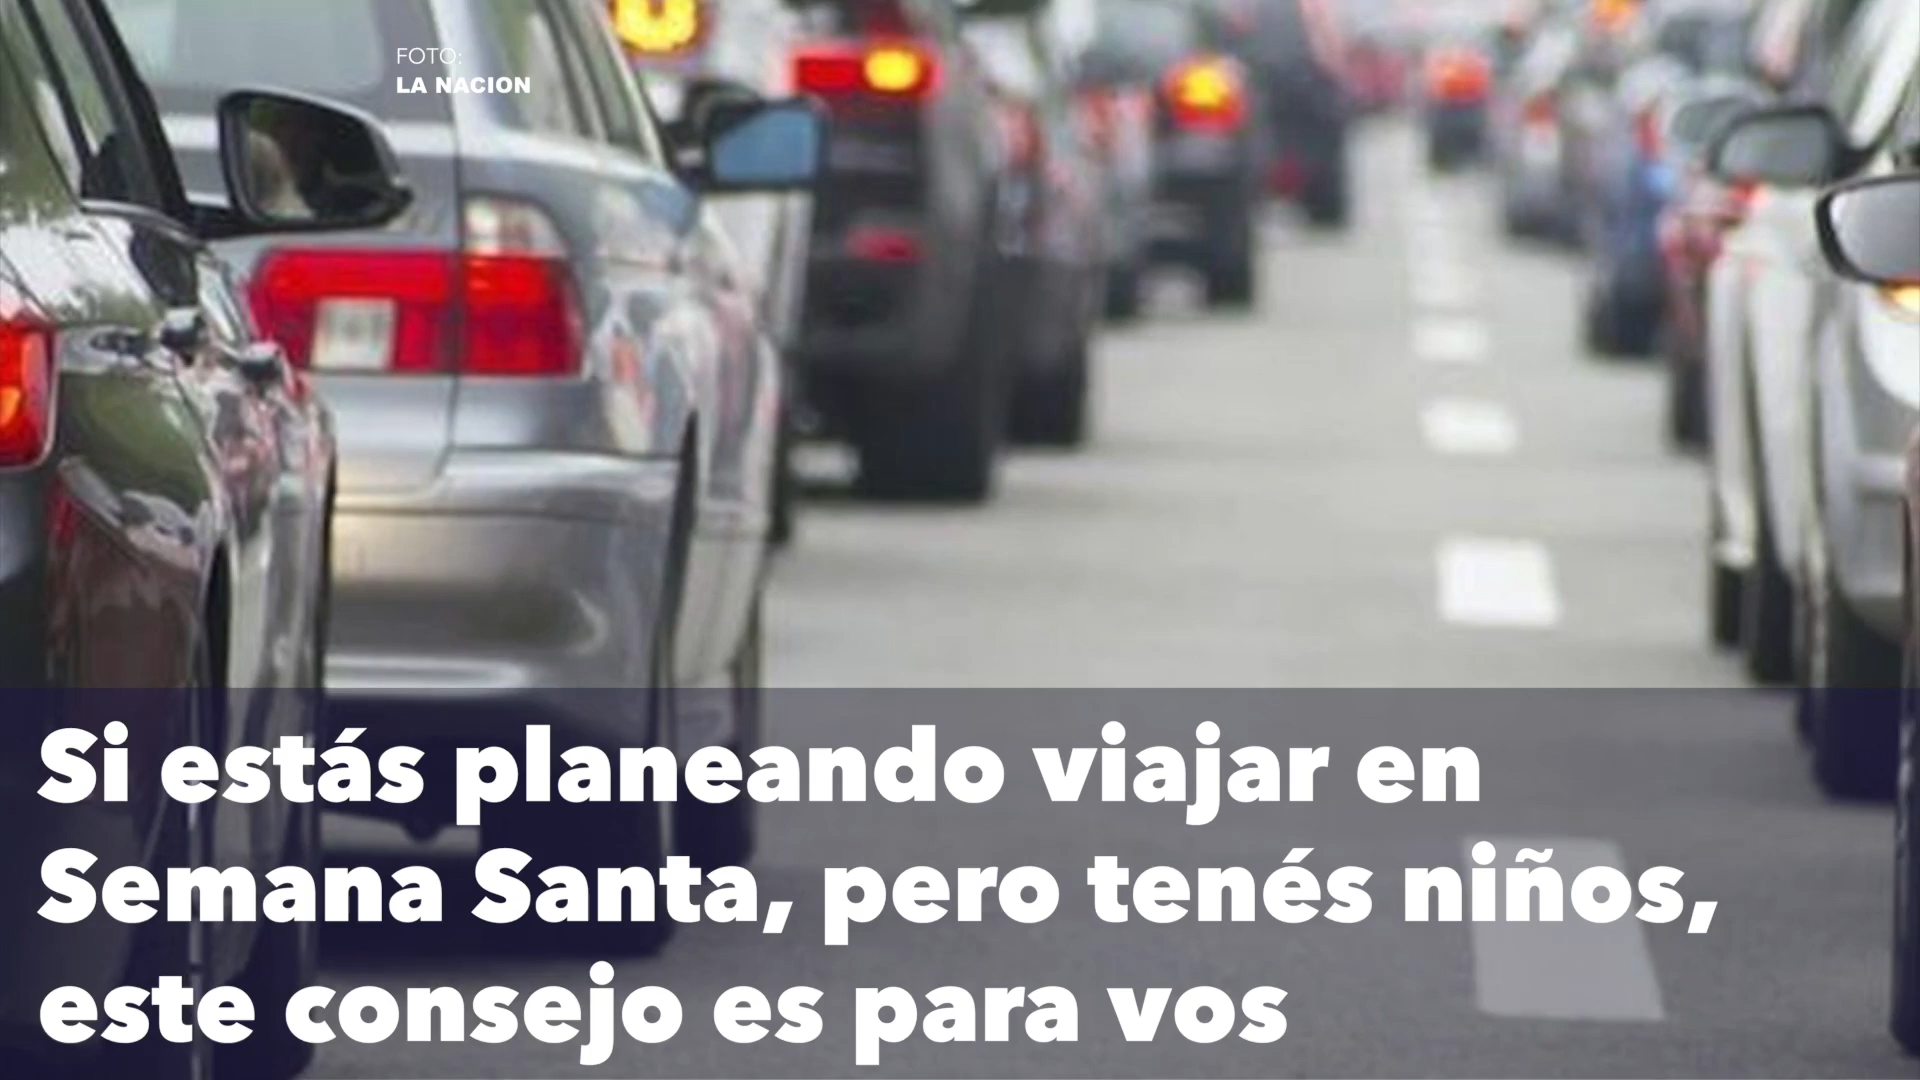 FOTO:
LA NACION
Si estás planeando viajar en
Semana Santa, pero tenés niños,
este consejo es para vos